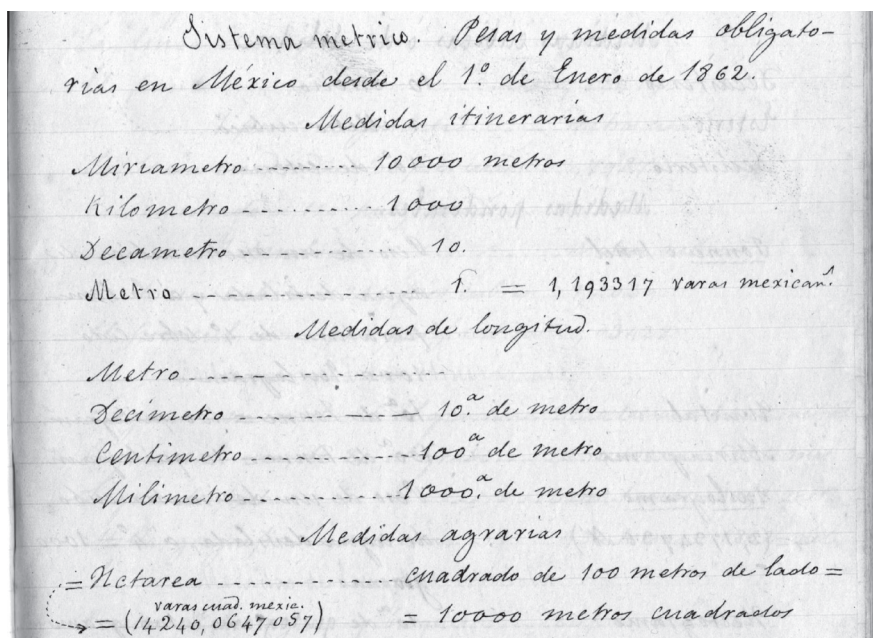 Sistema metrico. Pesas y medidas obligato-
rias en México desde el 1º. de Enero de 1862.
Medidas itinerarias
Miriametro ........ 10000 metros
Kilometro .......... 1000
Decametro .......... 10.
Metro .......... 1. = 1,193317 varas mexican.ˢ
Medidas de longitud.
Metro
Decimetro .......... 10.ª de metro
Centimetro .......... 100ª de metro
Milimetro .......... 1000.ª de metro
Medidas agrarias
= Hetarea .......... cuadrado de 100 metros de lado =
varas cuad. mexic.
= (14240,0647057) = 10000 metros cuadrados